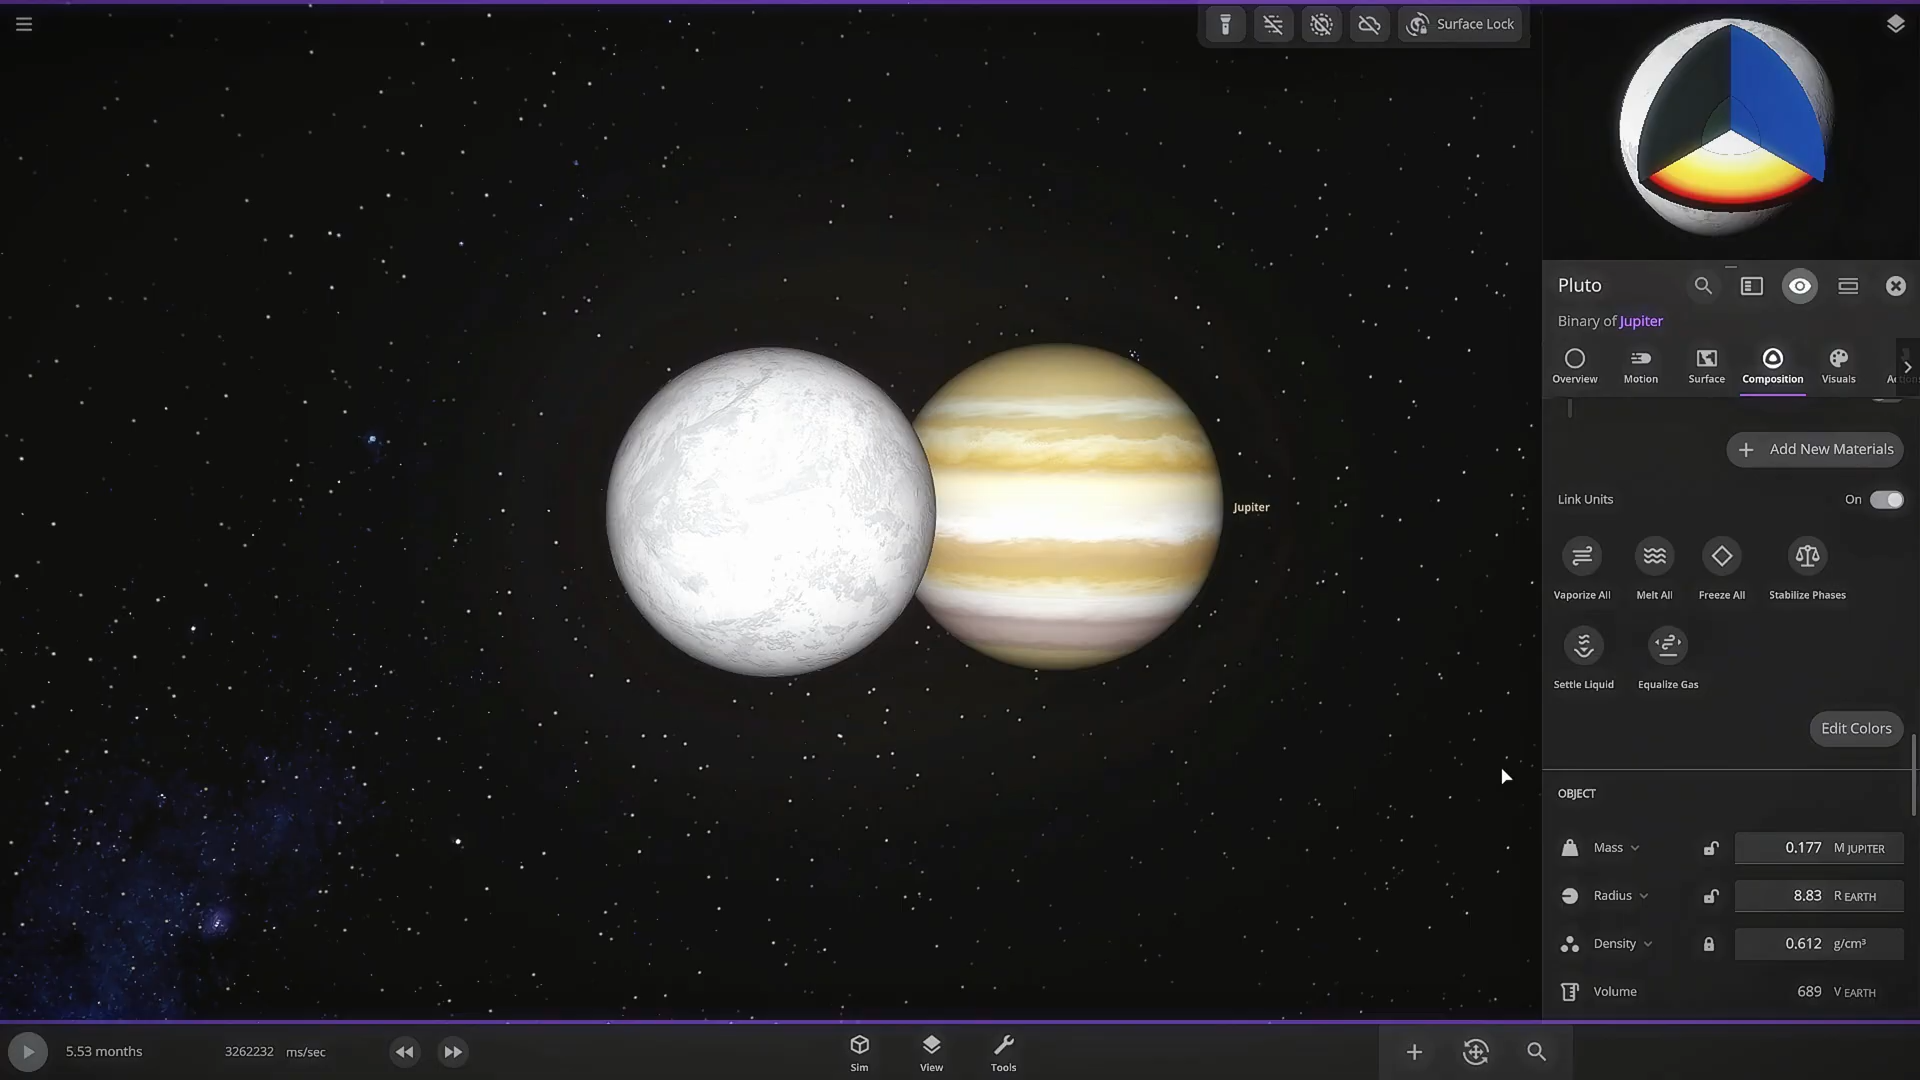 Surface Lock
Pluto
Binary of Jupiter
Overview
Motion
Surface
Composition
Visuals
Add New Materials
Link Units
On
Vaporize All
Melt All
Freeze All
Stabilize Phases
Settle Liquid
Equalize Gas
Edit Colors
OBJECT
Mass
0.177 M JUPITER
Radius
8.83 R EARTH
Density
0.612 g/cm³
Volume
689 V EARTH
Jupiter
5.53 months
3262232 ms/sec
Sim
View
Tools